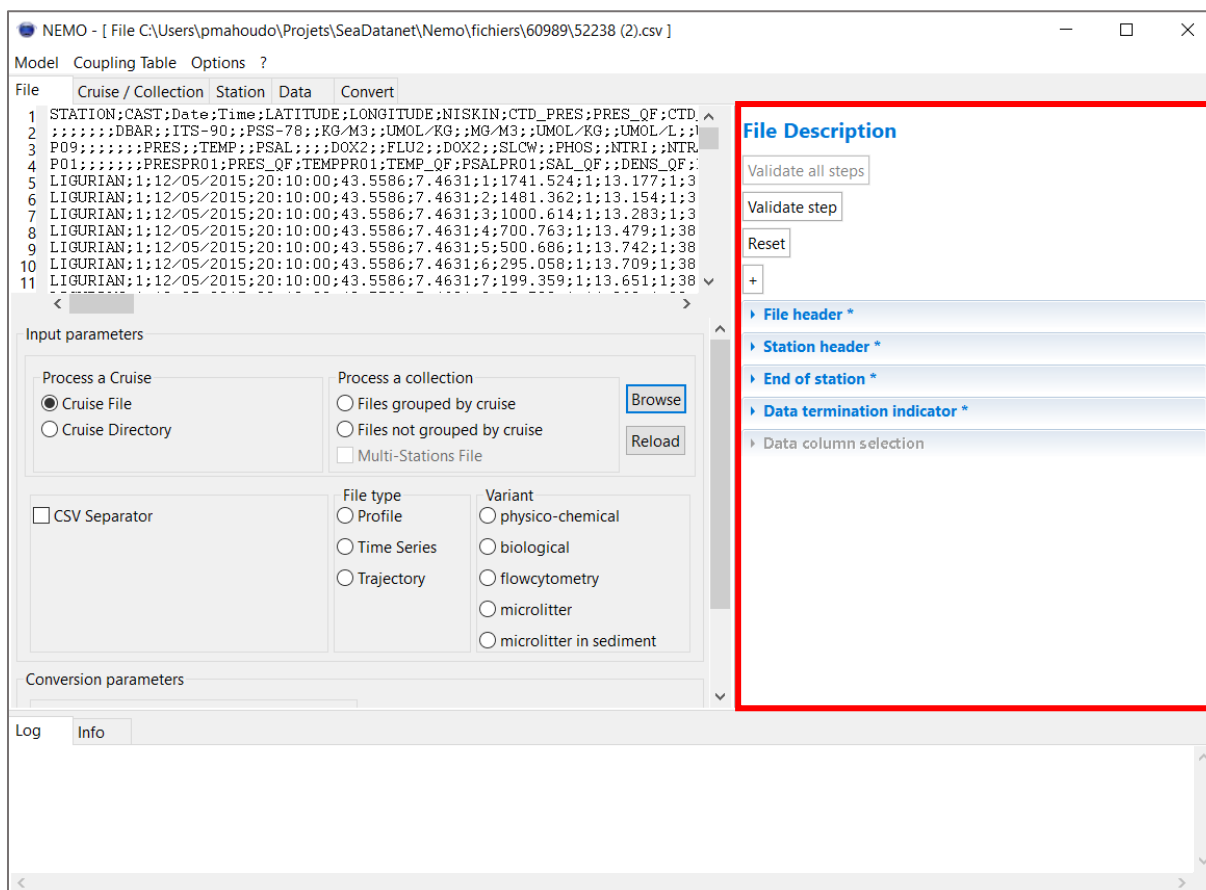 NEMO - [ File C:\Users\pmahoudo\Projets\SeaDatanet\Nemo\fichiers\60989\52238 (2).csv ]
Model Coupling Table Options ?
File Cruise / Collection Station Data Convert
1 STATION;CAST;Date;Time;LATITUDE;LONGITUDE;NISKIN;CTD_PRES;PRES_QF;CTD_
2 ;;;;;;;DBAR;;ITS-90;;PSS-78;;KG/M3;;UMOL/KG;;MG/M3;;UMOL/KG;;UMOL/L;;
3 P09;;;;;;;PRES;;TEMP;;PSAL;;;;DOX2;;FLU2;;DOX2;;SLCW;;PHOS;;NTRI;;NTR
4 P01;;;;;;;PRESPR01;PRES_QF;TEMPPR01;TEMP_QF;PSALPR01;SAL_QF;;DENS_QF;
5 LIGURIAN;1;12/05/2015;20:10:00;43.5586;7.4631;1;1741.524;1;13.177;1;3
6 LIGURIAN;1;12/05/2015;20:10:00;43.5586;7.4631;2;1481.362;1;13.154;1;3
7 LIGURIAN;1;12/05/2015;20:10:00;43.5586;7.4631;3;1000.614;1;13.283;1;3
8 LIGURIAN;1;12/05/2015;20:10:00;43.5586;7.4631;4;700.763;1;13.479;1;38
9 LIGURIAN;1;12/05/2015;20:10:00;43.5586;7.4631;5;500.686;1;13.742;1;38
10 LIGURIAN;1;12/05/2015;20:10:00;43.5586;7.4631;6;295.058;1;13.709;1;38
11 LIGURIAN;1;12/05/2015;20:10:00;43.5586;7.4631;7;199.359;1;13.651;1;38
Input parameters
Process a Cruise
Cruise File
Cruise Directory
Process a collection
Files grouped by cruise
Files not grouped by cruise
Multi-Stations File
Browse
Reload
CSV Separator
File type
Profile
Time Series
Trajectory
Variant
physico-chemical
biological
flowcytometry
microlitter
microlitter in sediment
Conversion parameters
File Description
Validate all steps
Validate step
Reset
+
File header *
Station header *
End of station *
Data termination indicator *
Data column selection
Log Info